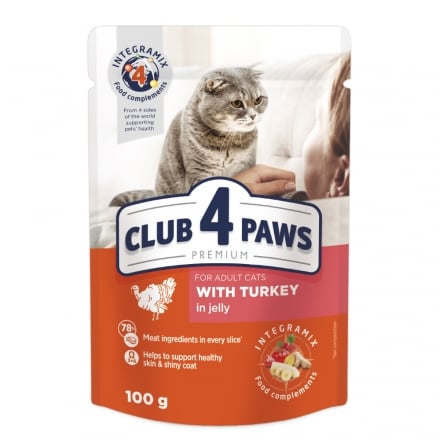 INTEGRAMIX
4
Food complements
From 4 sides
of the world
supporting
pets' health
CLUB 4 PAWS
PREMIUM
FOR ADULT CATS
WITH TURKEY
in jelly
78%
Meat ingredients in every slice*
Helps to support healthy
skin & shiny coat
INTEGRAMIX
Food complements
100 g